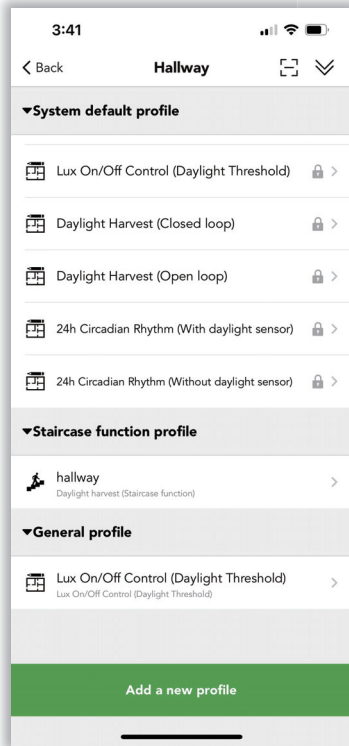 3:41
Back
Hallway
System default profile
Lux On/Off Control (Daylight Threshold)
Daylight Harvest (Closed loop)
Daylight Harvest (Open loop)
24h Circadian Rhythm (With daylight sensor)
24h Circadian Rhythm (Without daylight sensor)
Staircase function profile
hallway
Daylight harvest (Staircase function)
General profile
Lux On/Off Control (Daylight Threshold)
Lux On/Off Control (Daylight Threshold)
Add a new profile